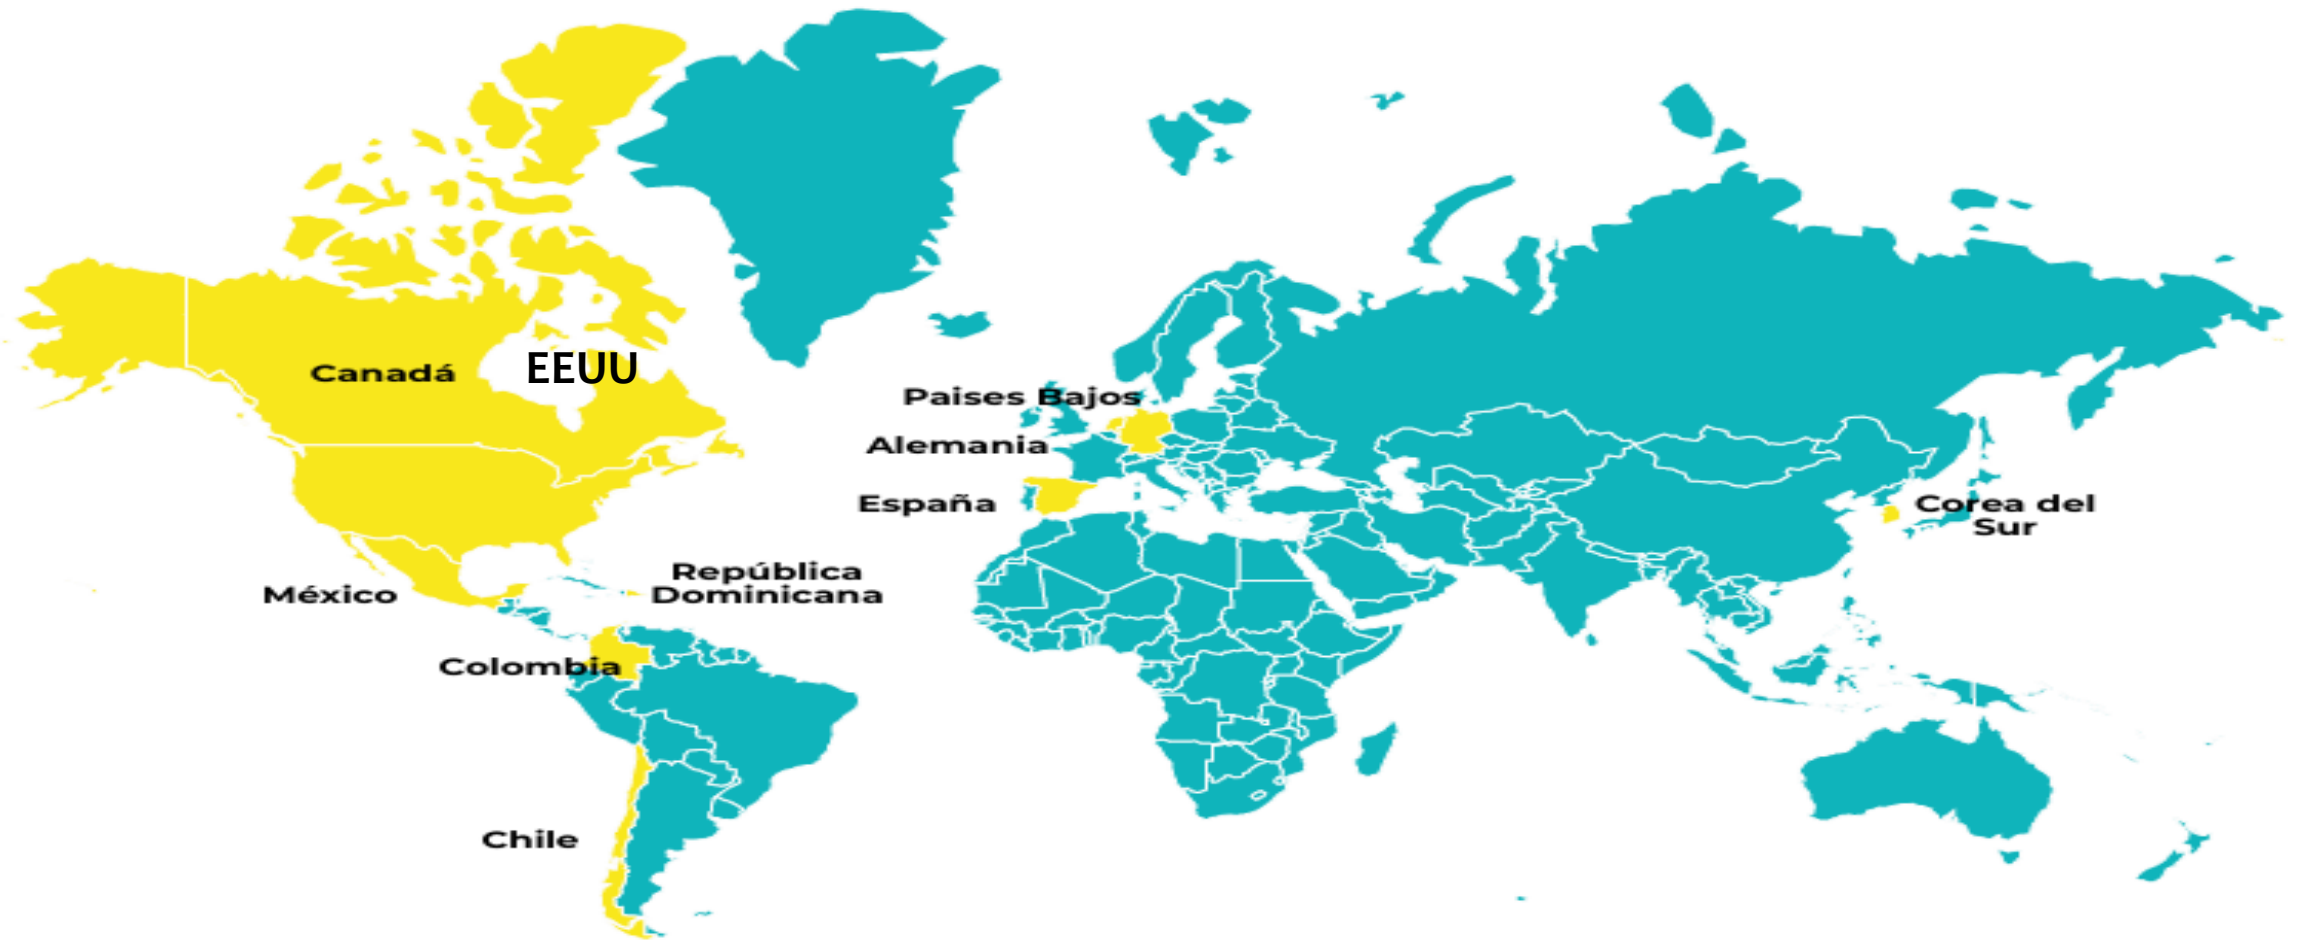 EEUU
Canadá
Paises Bajos
Alemania
España
Corea del
Sur
República
Dominicana
México
Colombia
Chile